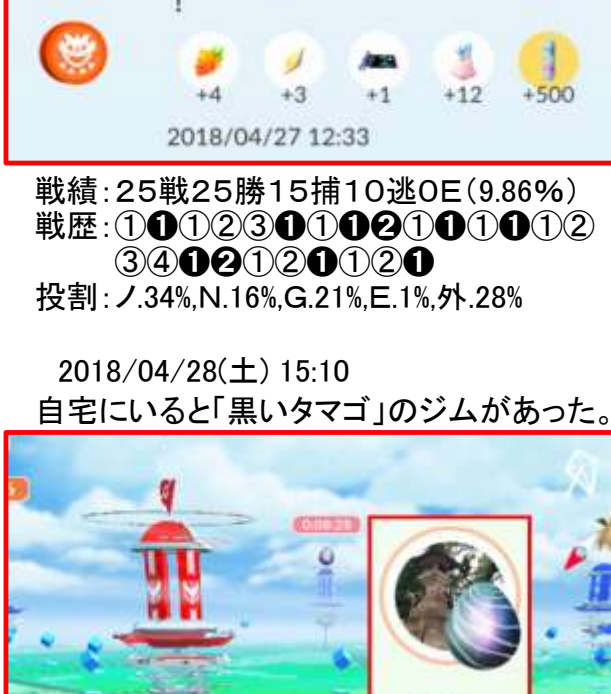 !
+4 +3 +1 +12 +500
2018/04/27 12:33
戦績:25戦25勝15捕10逃0E(9.86%)
戦歴:①❶①②③❶①❶❷①❶①❶①②
③④❶❷①②❶①②❶
投割:ノ.34%,N.16%,G.21%,E.1%,外.28%
2018/04/28(土) 15:10
自宅にいると「黒いタマゴ」のジムがあった。
0:08:28